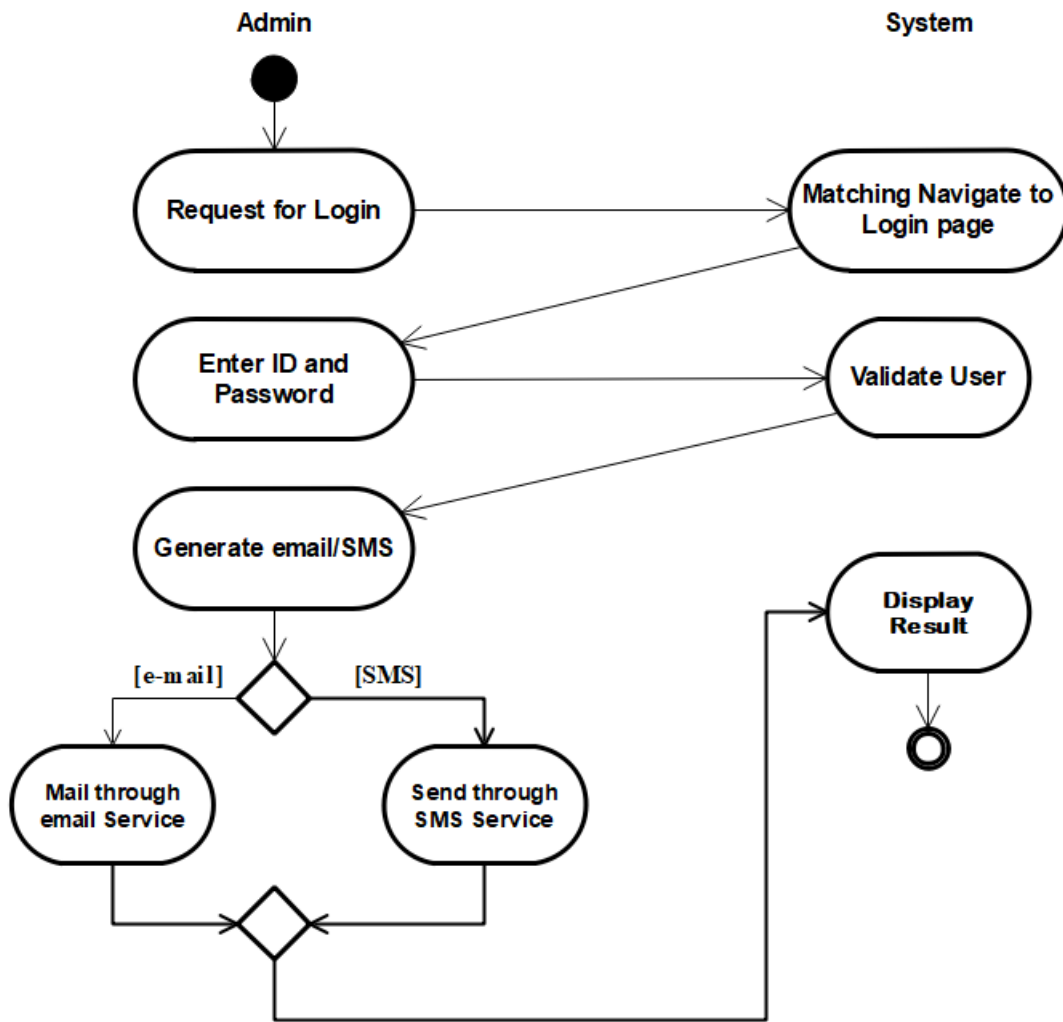 Admin
System
Request for Login
Matching Navigate to
Login page
Enter ID and
Password
Validate User
Generate email/SMS
Display
Result
[e-mail]
[SMS]
Mail through
email Service
Send through
SMS Service